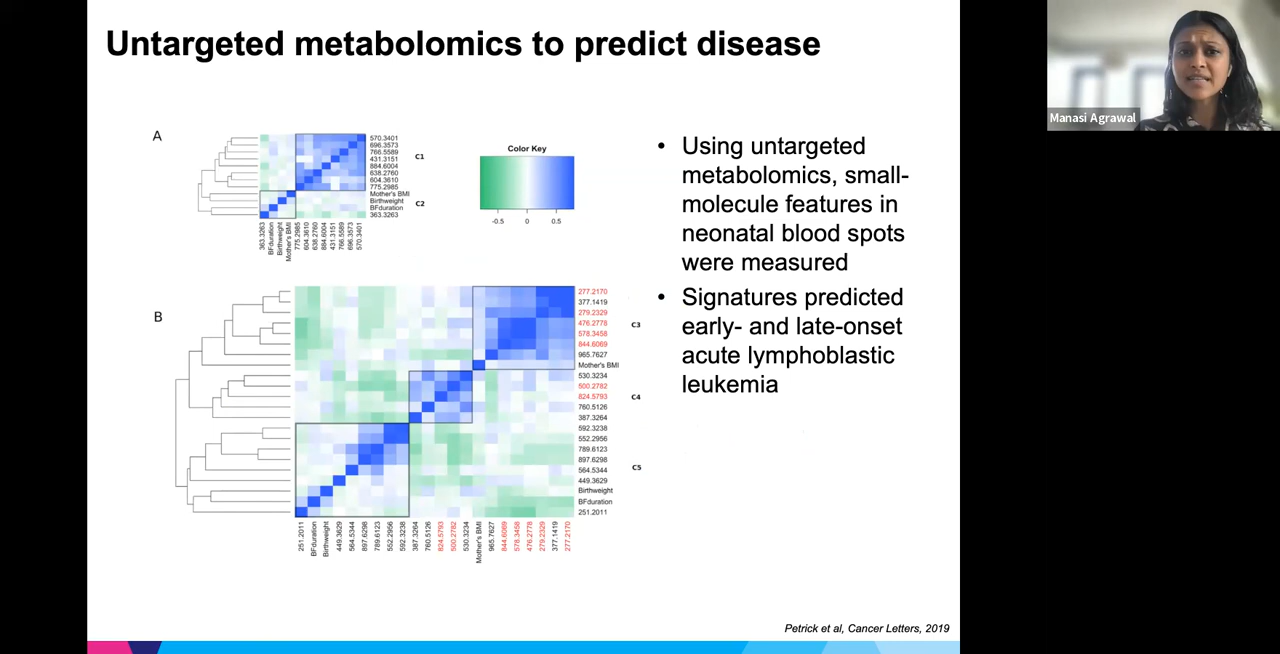 Untargeted metabolomics to predict disease
Manasi Agrawal
A
570.3401
696.3573
766.5589
431.3151
884.6004
638.2760
604.3610
775.2985
Mother's BMI
Birthweight
BFduration
363.3263
C1
C2
363.3263
BFduration
Birthweight
Mother's BMI
775.2985
604.3610
638.2760
884.6004
431.3151
766.5589
696.3573
570.3401
Color Key
-0.5
0
0.5
B
277.2170
377.1419
279.2329
476.2778
578.3458
844.6069
965.7627
Mother's BMI
530.3234
500.2782
824.5793
760.5126
387.3264
592.3238
552.2956
789.6123
897.6298
564.5344
449.3629
Birthweight
BFduration
251.2011
C3
C4
C5
251.2011
BFduration
Birthweight
449.3629
564.5344
897.6298
789.6123
552.2956
592.3238
387.3264
760.5126
824.5793
500.2782
530.3234
Mother's BMI
965.7627
844.6069
578.3458
476.2778
279.2329
377.1419
277.2170
• Using untargeted
metabolomics, small-
molecule features in
neonatal blood spots
were measured
• Signatures predicted
early- and late-onset
acute lymphoblastic
leukemia
Petrick et al, Cancer Letters, 2019